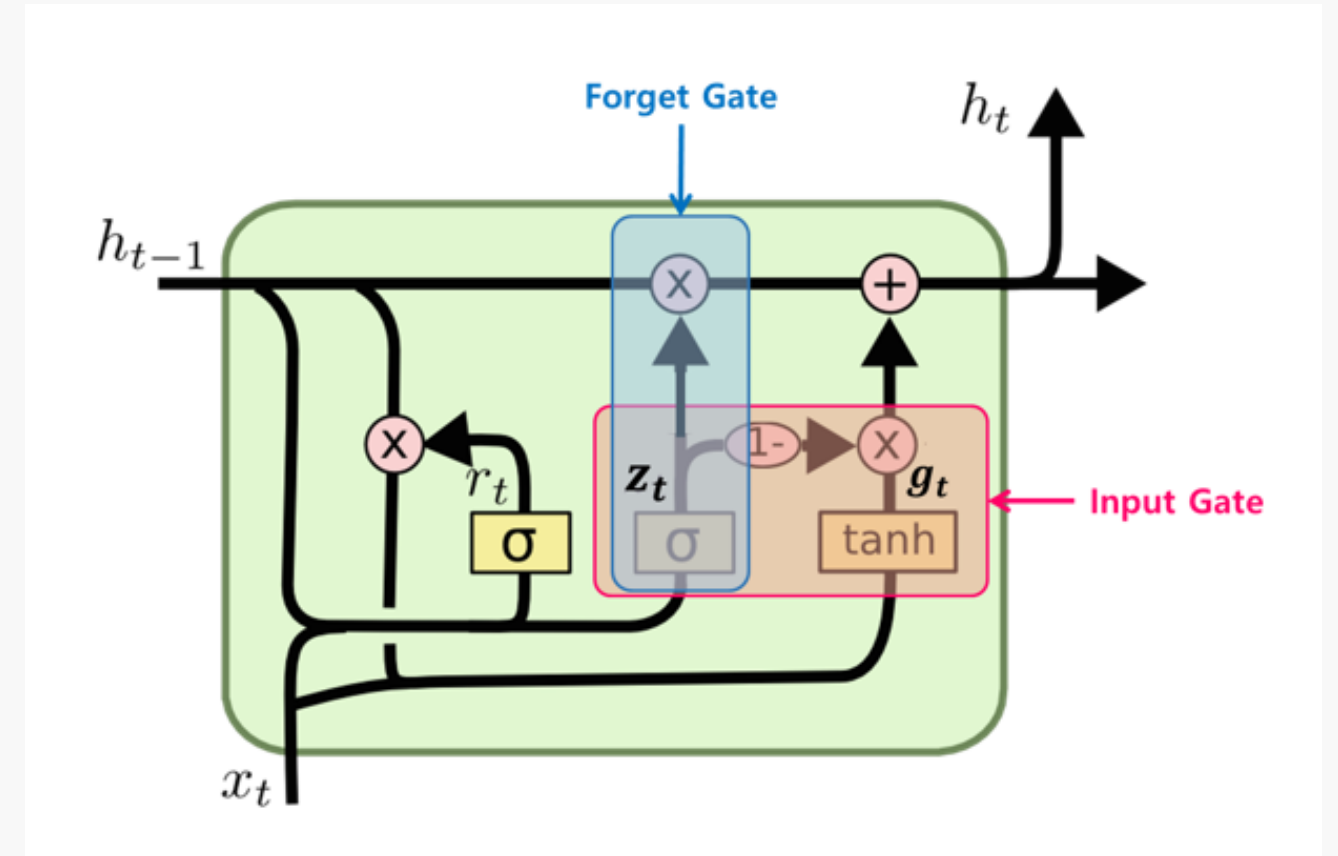 Forget Gate
h_t
h_{t-1}
x
+
1-
x
x
r_t
z_t
g_t
σ
σ
tanh
Input Gate
x_t